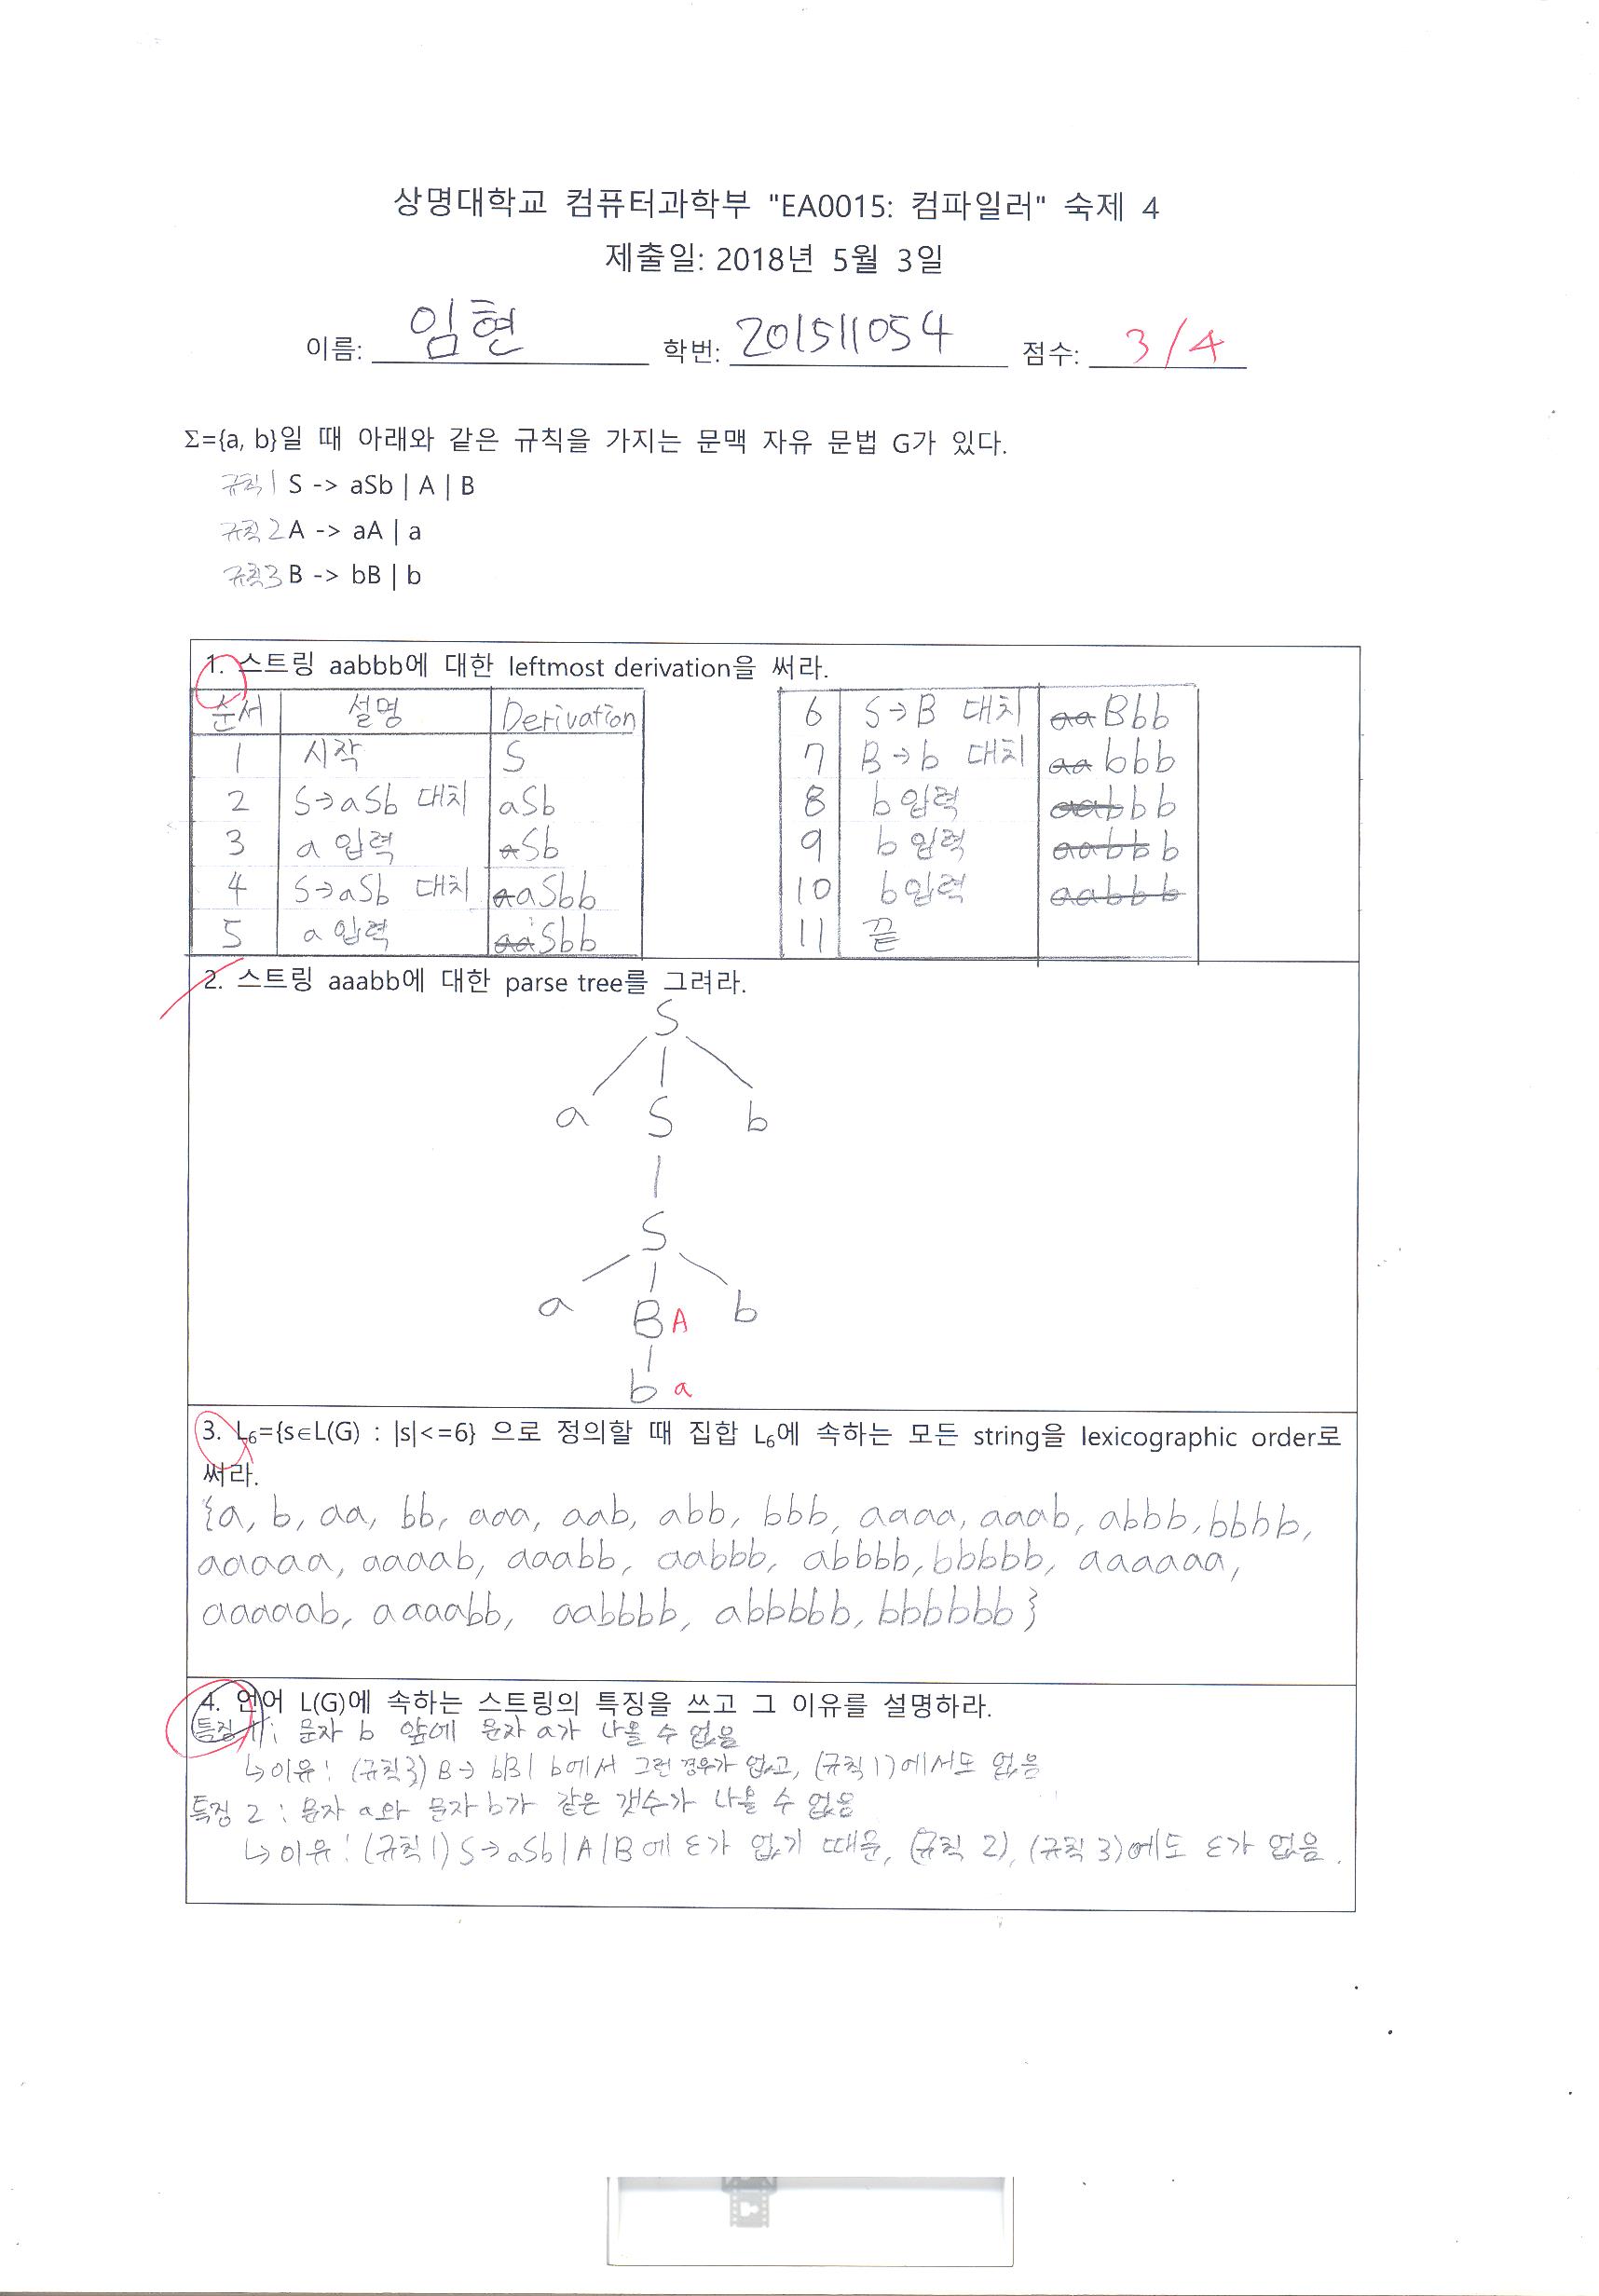 상명대학교 컴퓨터과학부 "EA0015: 컴파일러" 숙제 4
제출일: 2018년 5월 3일
이름: 임현 학번: 201511054 점수: 3/4
Σ={a, b}일 때 아래와 같은 규칙을 가지는 문맥 자유 문법 G가 있다.
규칙1 S -> aSb | A | B
규칙2 A -> aA | a
규칙3 B -> bB | b
1. 스트링 aabbb에 대한 leftmost derivation을 써라.
순서 설명 Derivation
1 시작 S
2 S→aSb 대치 aSb
3 a 입력 aSb
4 S→aSb 대치 aaSbb
5 a 입력 aaSbb
6 S→B 대치 aaBbb
7 B→b 대치 aabbb
8 b입력 aabbb
9 b입력 aabbb
10 b입력 aabbb
11 끝
2. 스트링 aaabb에 대한 parse tree를 그려라.
S
a S b
S
a B A b
b a
3. L6={s∈L(G) : |s|<=6} 으로 정의할 때 집합 L6에 속하는 모든 string을 lexicographic order로
써라.
{a, b, aa, bb, aaa, aab, abb, bbb, aaaa, aaab, abbb, bbbb,
aaaaa, aaaab, aaabb, aabbb, abbbb, bbbbb, aaaaaa,
aaaaab, aaaabb, aabbbb, abbbbb, bbbbbb}
4. 언어 L(G)에 속하는 스트링의 특징을 쓰고 그 이유를 설명하라.
특징 1: 문자 b 앞에 문자 a가 나올 수 없음
↳이유: (규칙3) B→ bB| b에서 그런 경우가 없고, (규칙1)에서도 없음
특징 2: 문자 a와 문자 b가 같은 갯수가 나올 수 없음
↳이유: (규칙1) S→aSb|A|B에 ε가 없기 때문, (규칙 2), (규칙 3)에도 ε가 없음.